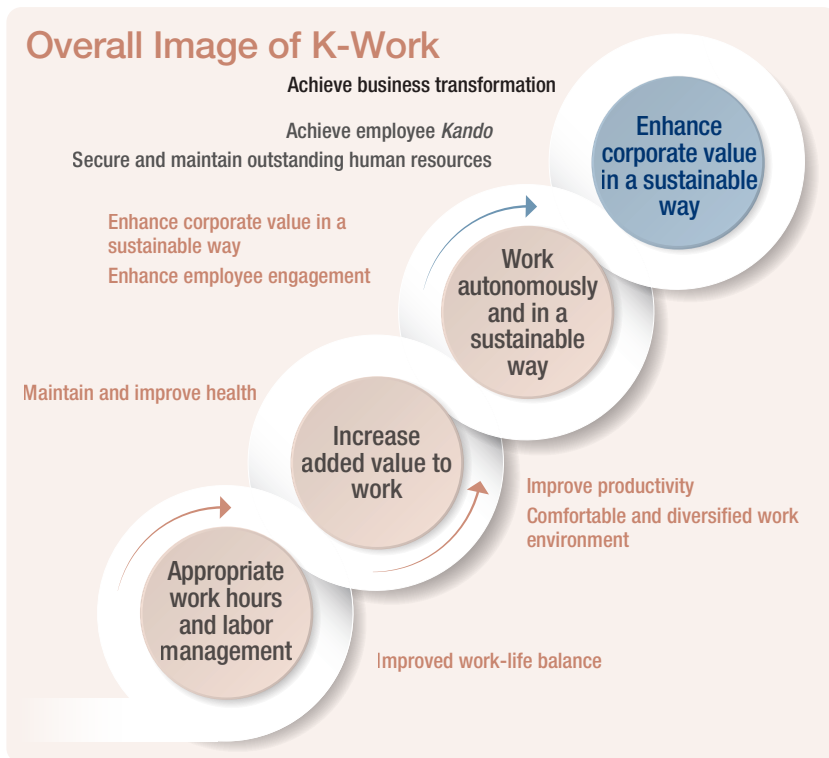 Overall Image of K-Work
Achieve business transformation
Achieve employee Kando
Secure and maintain outstanding human resources
Enhance
corporate value
in a sustainable
way
Enhance corporate value in a
sustainable way
Enhance employee engagement
Work
autonomously
and in a
sustainable
way
Maintain and improve health
Increase
added value to
work
Improve productivity
Comfortable and diversified work
environment
Appropriate
work hours
and labor
management
Improved work-life balance